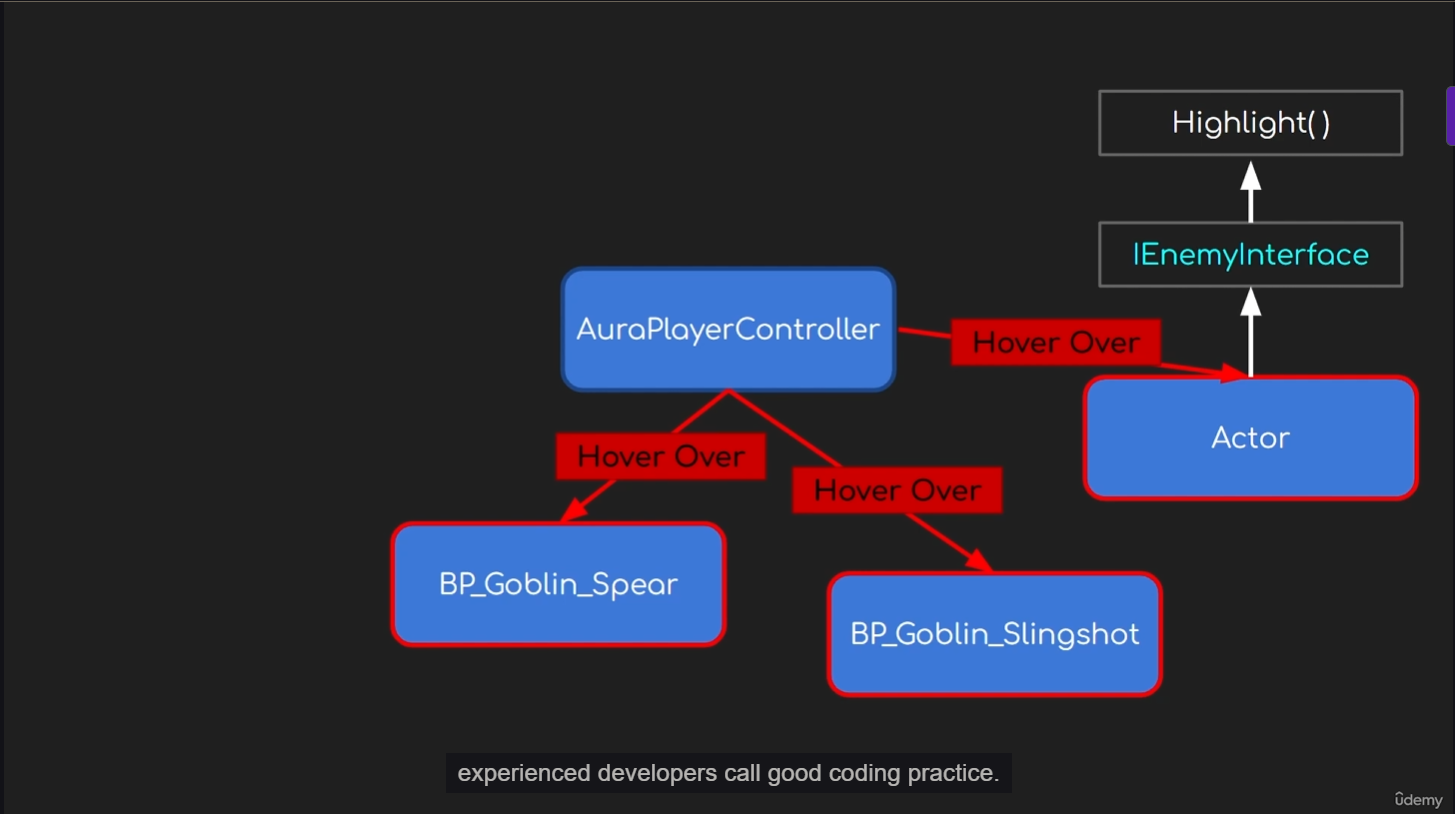 Highlight( )
IEnemyInterface
AuraPlayerController
Hover Over
Actor
Hover Over
Hover Over
BP_Goblin_Spear
BP_Goblin_Slingshot
experienced developers call good coding practice.
ûdemy